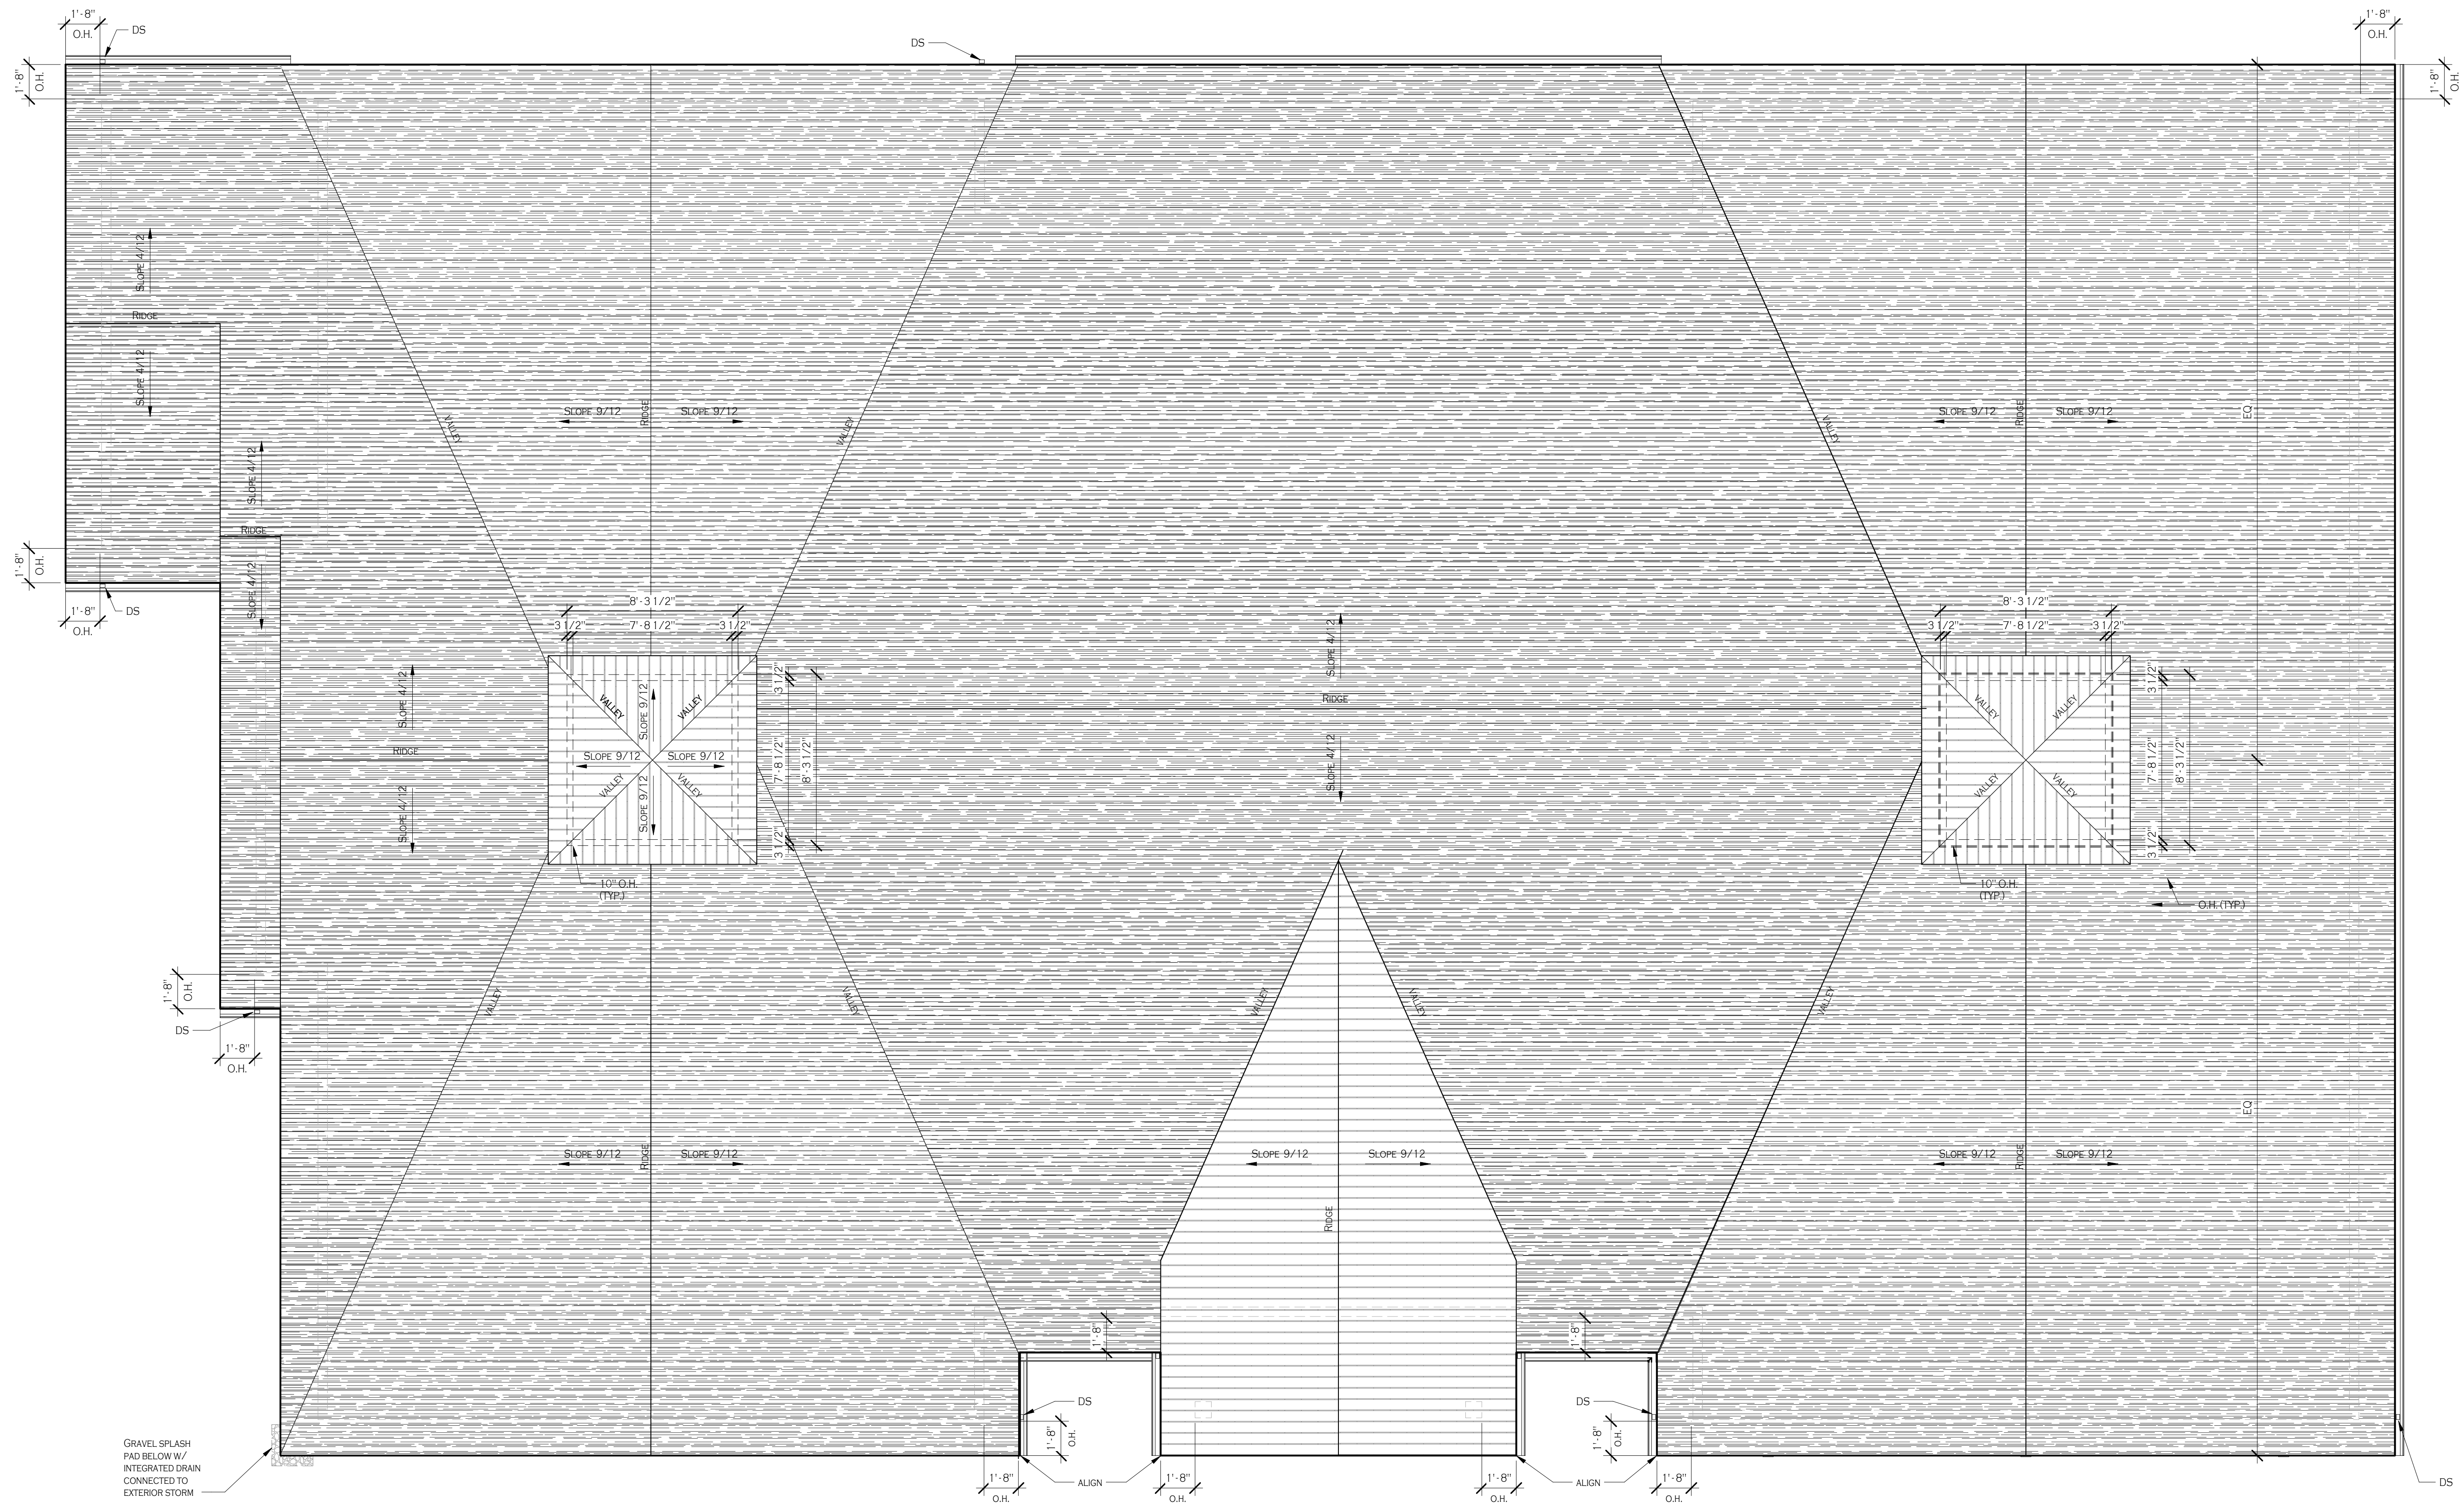 1'-8"
O.H.
DS
DS
1'-8"
O.H.
1'-8"
O.H.
1'-8"
O.H.
SLOPE 4/12
RIDGE
SLOPE 4/12
SLOPE 4/12
RIDGE
SLOPE 4/12
1'-8"
O.H.
DS
1'-8"
O.H.
VALLEY
SLOPE 9/12
RIDGE
SLOPE 9/12
VALLEY
VALLEY
SLOPE 9/12
RIDGE
SLOPE 9/12
EQ
8'-3 1/2"
3 1/2"
7'-8 1/2"
3 1/2"
SLOPE 4/12
RIDGE
SLOPE 4/12
VALLEY
SLOPE 9/12
VALLEY
SLOPE 9/12
SLOPE 9/12
VALLEY
SLOPE 9/12
VALLEY
3 1/2"
7'-8 1/2"
8'-3 1/2"
3 1/2"
10" O.H.
(TYP.)
SLOPE 4/12
RIDGE
SLOPE 4/12
8'-3 1/2"
3 1/2"
7'-8 1/2"
3 1/2"
VALLEY
VALLEY
VALLEY
VALLEY
3 1/2"
7'-8 1/2"
8'-3 1/2"
3 1/2"
10" O.H.
(TYP.)
O.H. (TYP.)
1'-8"
O.H.
DS
1'-8"
O.H.
VALLEY
VALLEY
VALLEY
VALLEY
VALLEY
SLOPE 9/12
RIDGE
SLOPE 9/12
SLOPE 9/12
SLOPE 9/12
RIDGE
SLOPE 9/12
RIDGE
SLOPE 9/12
EQ
1'-8"
1'-8"
DS
1'-8"
O.H.
DS
1'-8"
O.H.
GRAVEL SPLASH
PAD BELOW W/
INTEGRATED DRAIN
CONNECTED TO
EXTERIOR STORM
1'-8"
O.H.
ALIGN
1'-8"
O.H.
1'-8"
O.H.
ALIGN
1'-8"
O.H.
DS